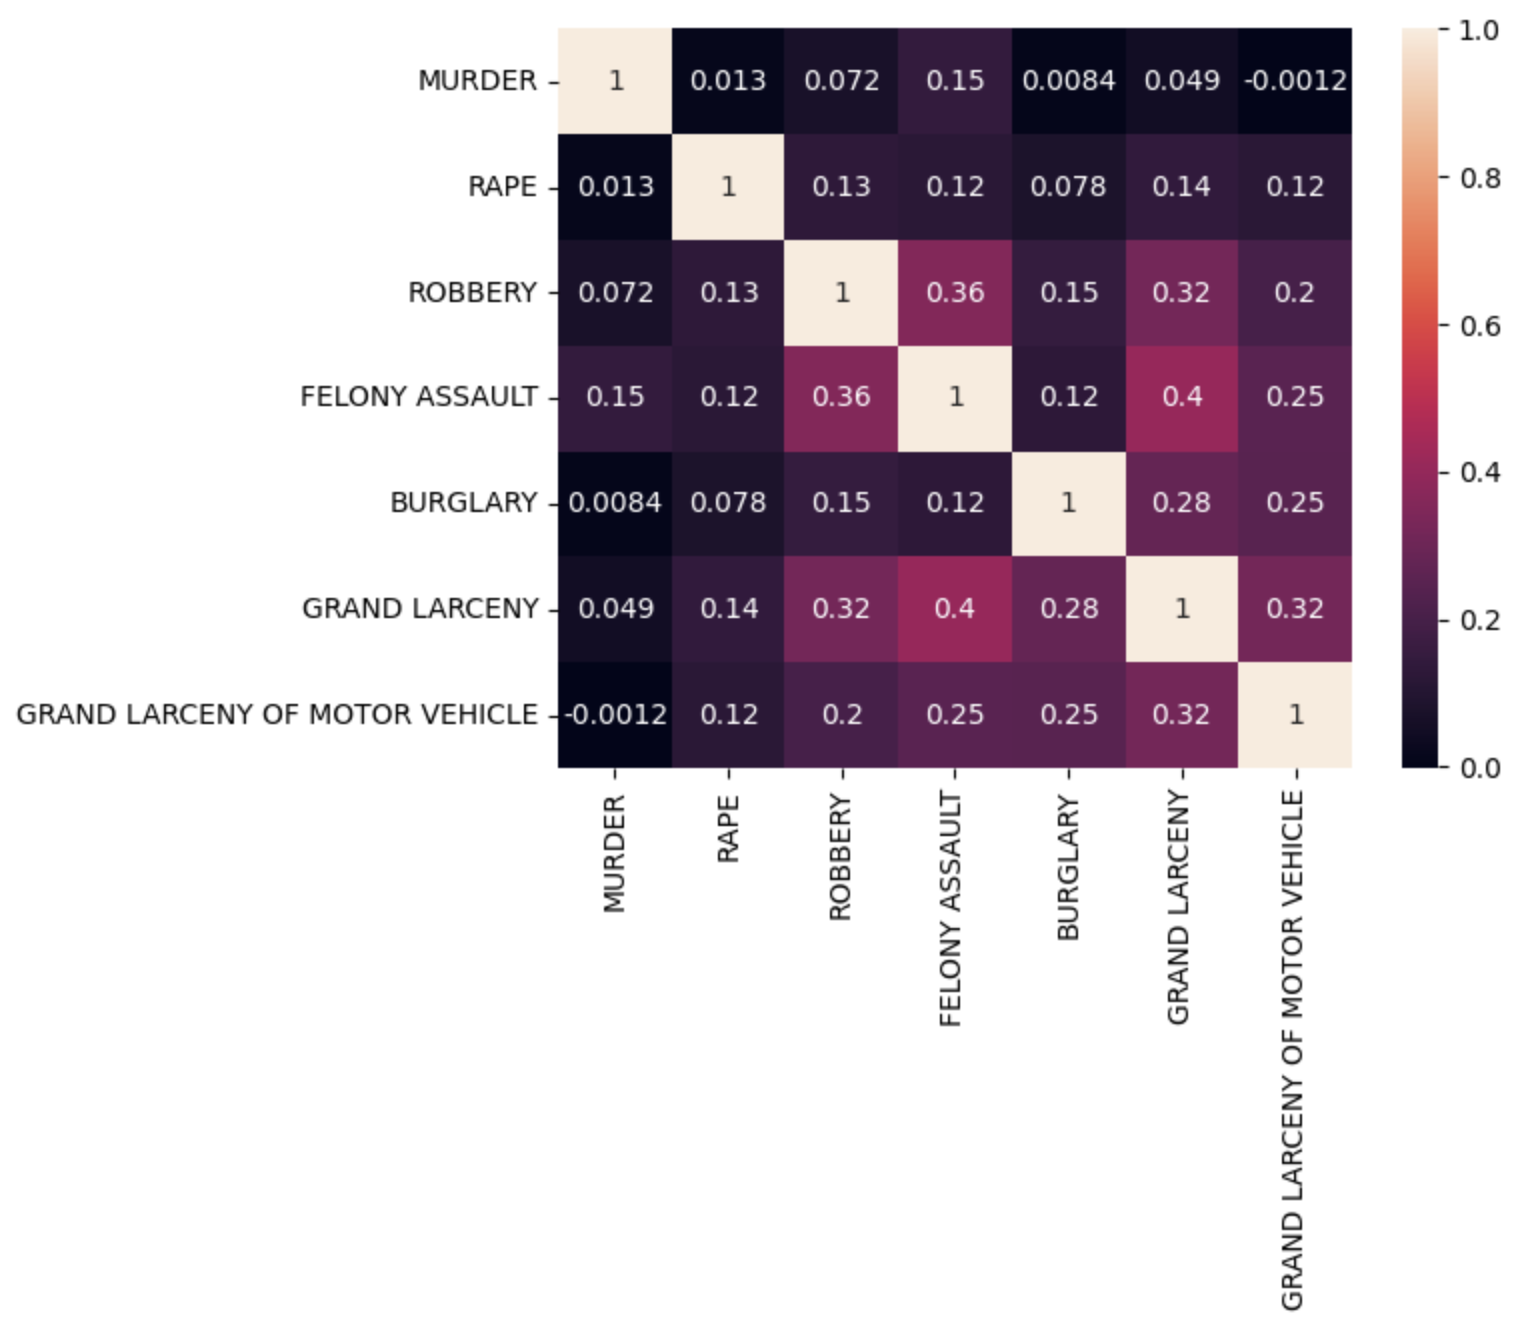 MURDER 1 0.013 0.072 0.15 0.0084 0.049 -0.0012
RAPE 0.013 1 0.13 0.12 0.078 0.14 0.12
ROBBERY 0.072 0.13 1 0.36 0.15 0.32 0.2
FELONY ASSAULT 0.15 0.12 0.36 1 0.12 0.4 0.25
BURGLARY 0.0084 0.078 0.15 0.12 1 0.28 0.25
GRAND LARCENY 0.049 0.14 0.32 0.4 0.28 1 0.32
GRAND LARCENY OF MOTOR VEHICLE -0.0012 0.12 0.2 0.25 0.25 0.32 1
MURDER
RAPE
ROBBERY
FELONY ASSAULT
BURGLARY
GRAND LARCENY
GRAND LARCENY OF MOTOR VEHICLE
1.0
0.8
0.6
0.4
0.2
0.0